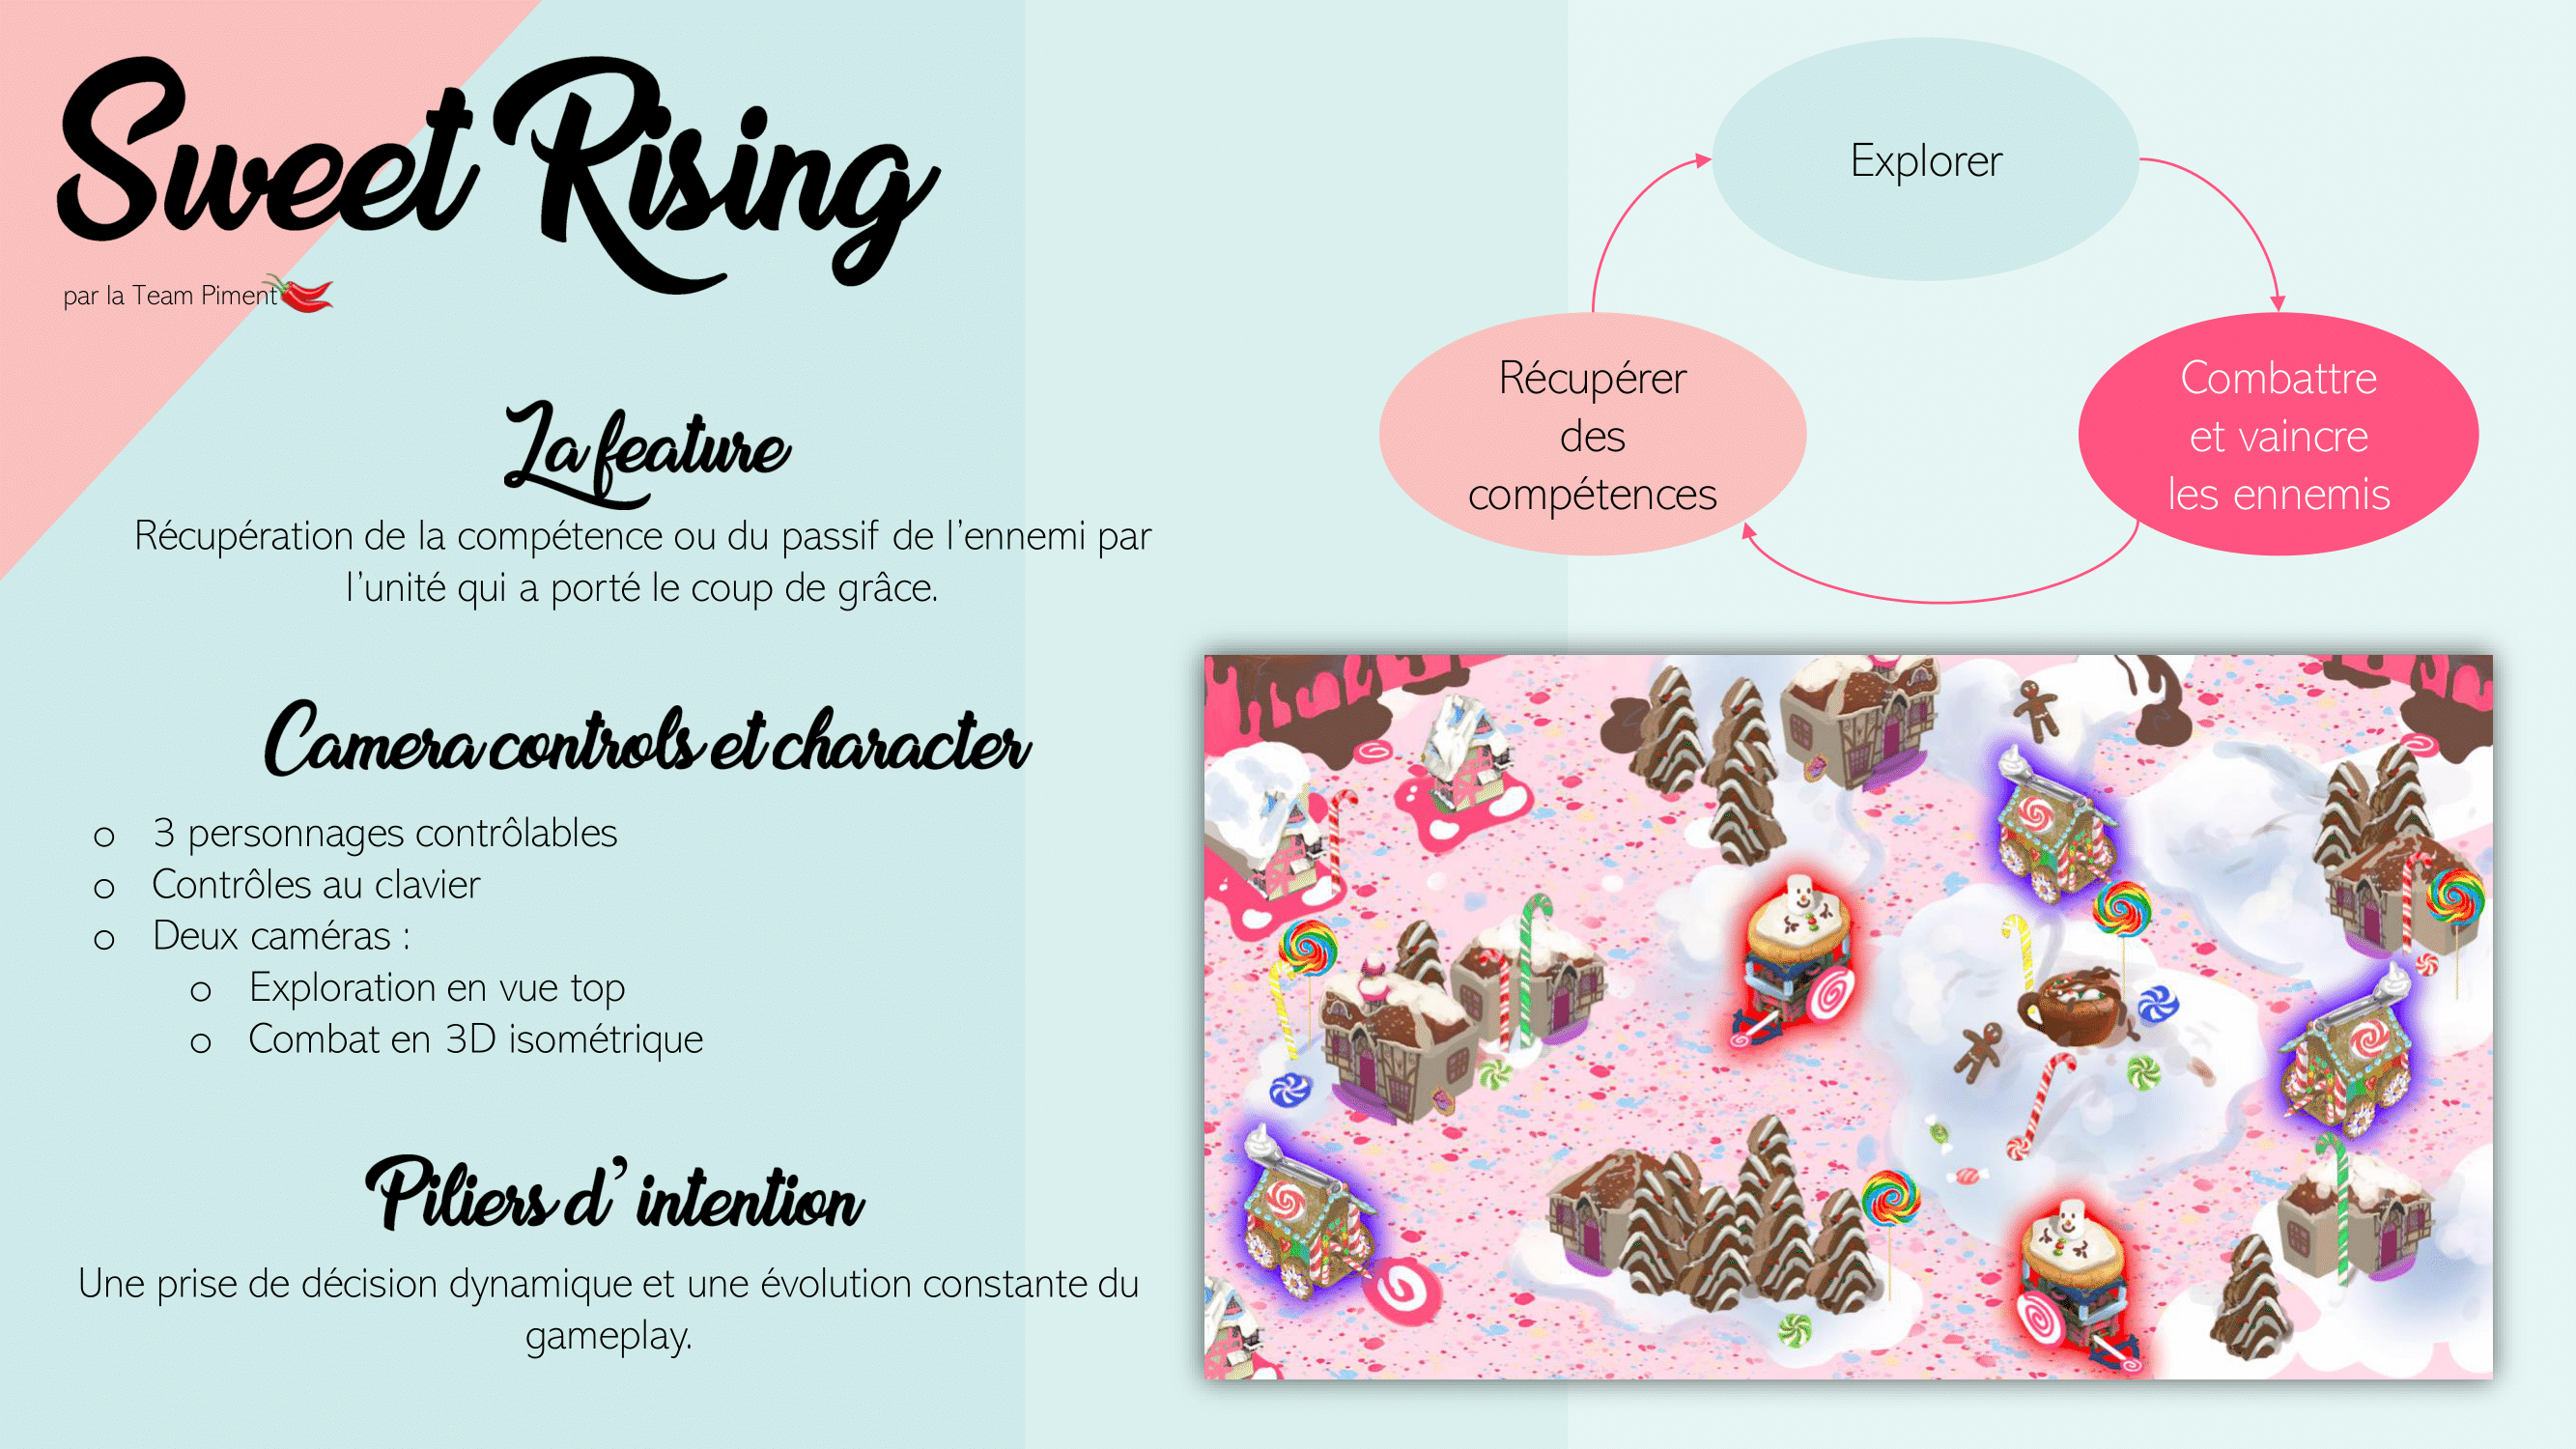 Sweet Rising
par la Team Piment
La feature
Récupération de la compétence ou du passif de l'ennemi par
l'unité qui a porté le coup de grâce.
Camera controls et character
o 3 personnages contrôlables
o Contrôles au clavier
o Deux caméras :
o Exploration en vue top
o Combat en 3D isométrique
Piliers d' intention
Une prise de décision dynamique et une évolution constante du
gameplay.
Explorer
Récupérer
des
compétences
Combattre
et vaincre
les ennemis